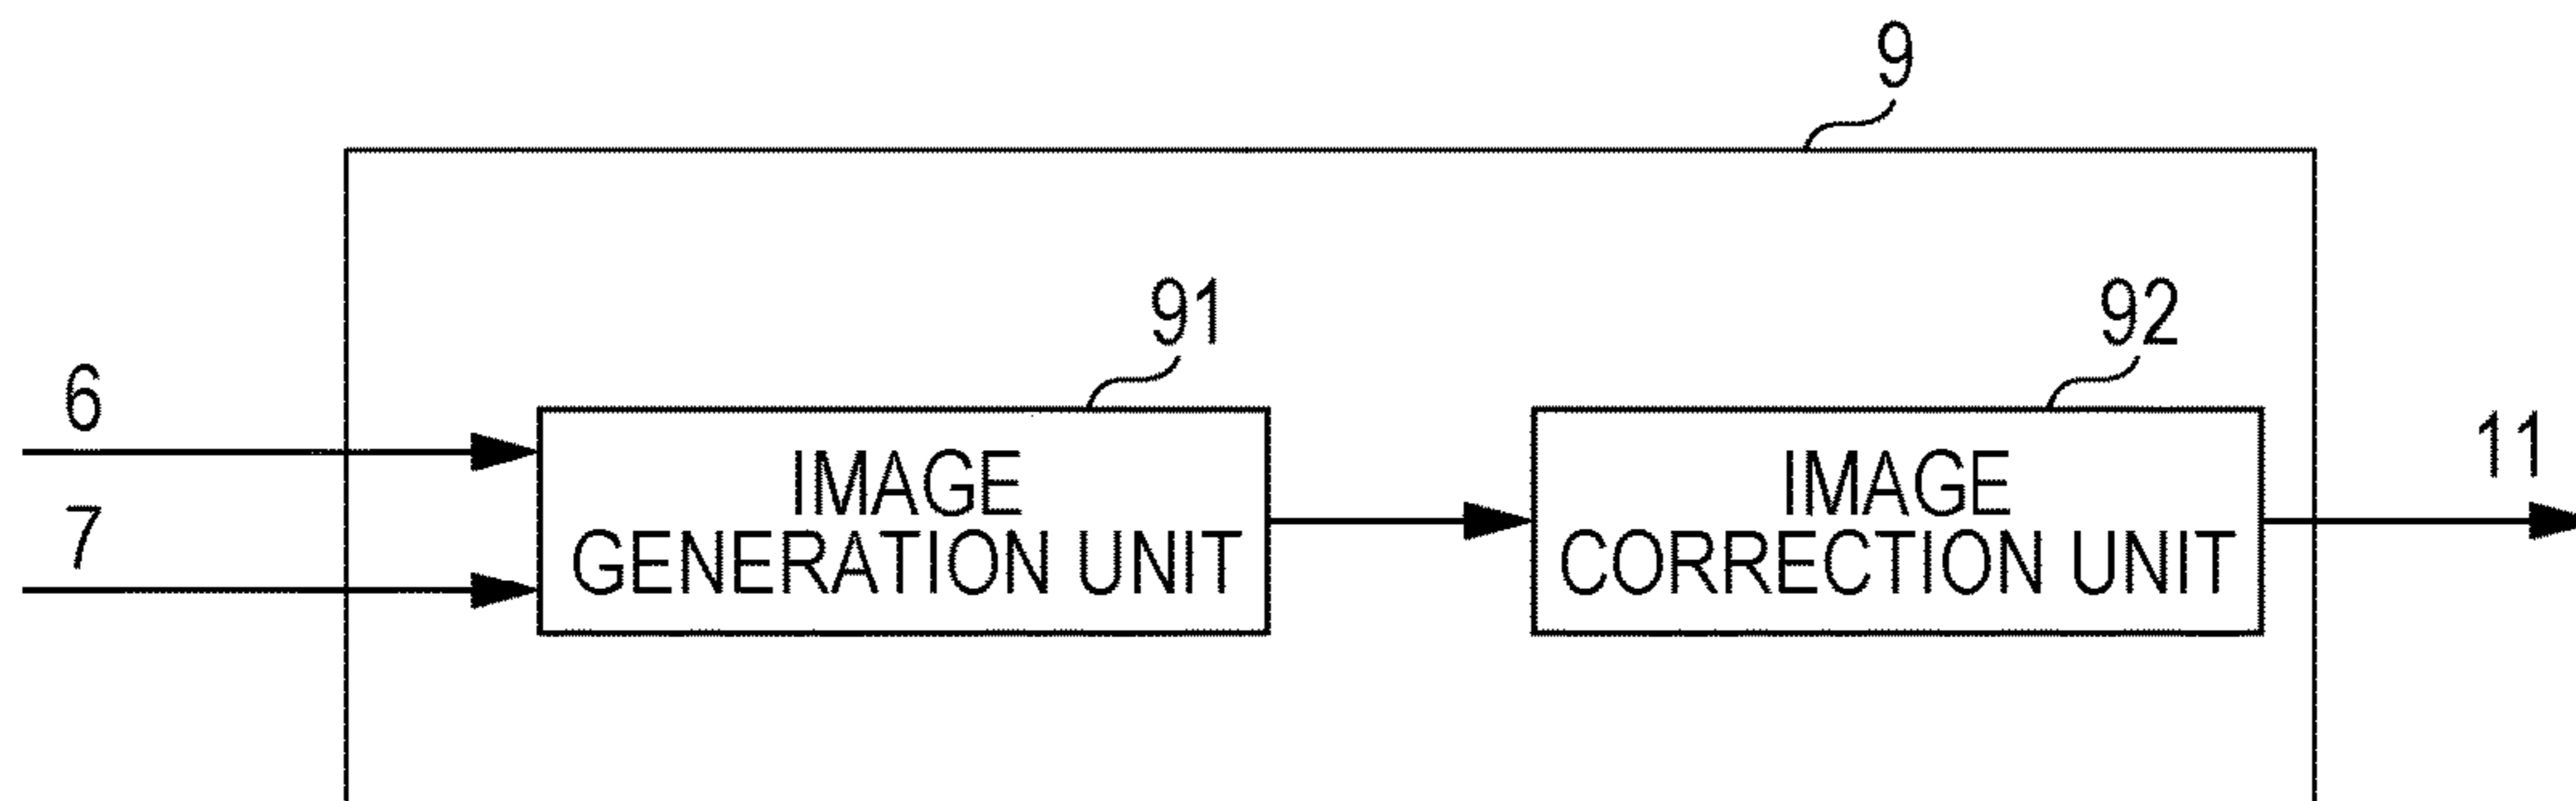 9
91
92
6
7
11
IMAGE
GENERATION UNIT
IMAGE
CORRECTION UNIT